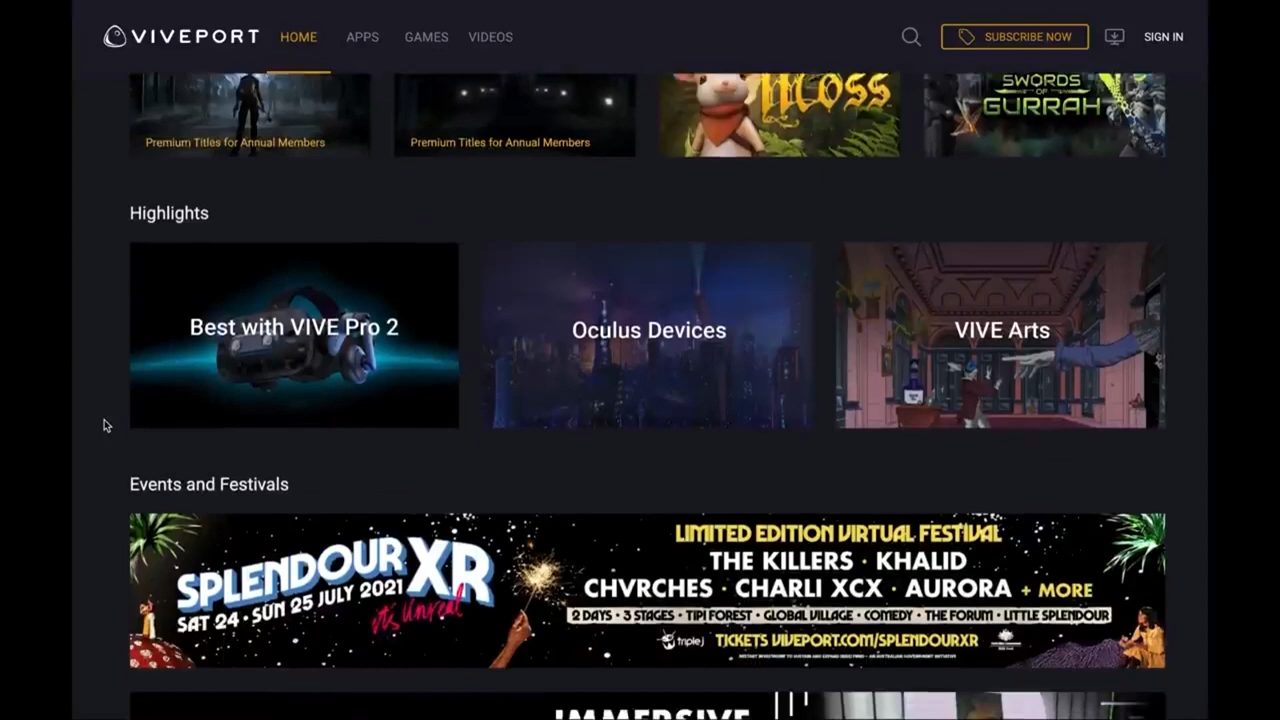 VIVEPORT HOME APPS GAMES VIDEOS SUBSCRIBE NOW SIGN IN
Premium Titles for Annual Members
Premium Titles for Annual Members
Moss
SWORDS
OF
GURRAH
Highlights
Best with VIVE Pro 2
Oculus Devices
VIVE Arts
Events and Festivals
SPLENDOUR XR
SAT 24 · SUN 25 JULY 2021
it's Unreal
LIMITED EDITION VIRTUAL FESTIVAL
THE KILLERS · KHALID
CHVRCHES · CHARLI XCX · AURORA + MORE
2 DAYS · 3 STAGES · TIPI FOREST · GLOBAL VILLAGE · COMEDY · THE FORUM · LITTLE SPLENDOUR
triple j TICKETS VIVEPORT.COM/SPLENDOURXR
IMMERSIVE